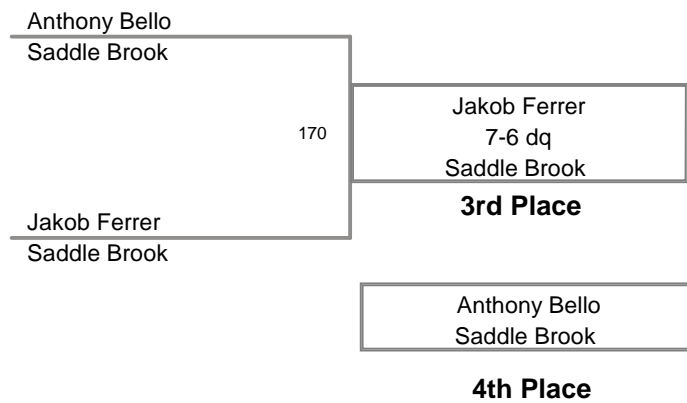 Anthony Bello
Saddle Brook
170
Jakob Ferrer
7-6 dq
Saddle Brook
3rd Place
Jakob Ferrer
Saddle Brook
Anthony Bello
Saddle Brook
4th Place